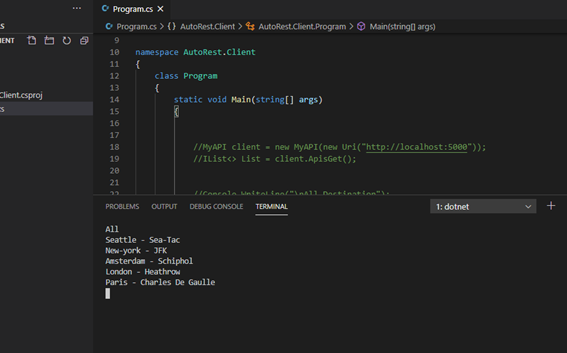 Program.cs
Program.cs > {} AutoRest.Client > AutoRest.Client.Program > Main(string[] args)
IENT
Client.csproj
cs
9
10 namespace AutoRest.Client
11 {
12 class Program
13 {
14 static void Main(string[] args)
15 {
16
17
18 //MyAPI client = new MyAPI(new Uri("http://localhost:5000"));
19 //IList<> List = client.ApisGet();
20
21
22 //Console.WriteLine("\nAll Destination");
PROBLEMS OUTPUT DEBUG CONSOLE TERMINAL 1: dotnet
All
Seattle - Sea-Tac
New-york - JFK
Amsterdam - Schiphol
London - Heathrow
Paris - Charles De Gaulle